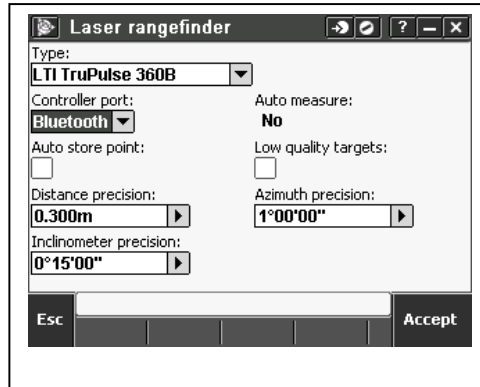 Laser rangefinder ? – ×
Type:
LTI TruPulse 360B
Controller port: Auto measure:
Bluetooth No
Auto store point: Low quality targets:
Distance precision: Azimuth precision:
0.300m 1°00'00"
Inclinometer precision:
0°15'00"
Esc Accept